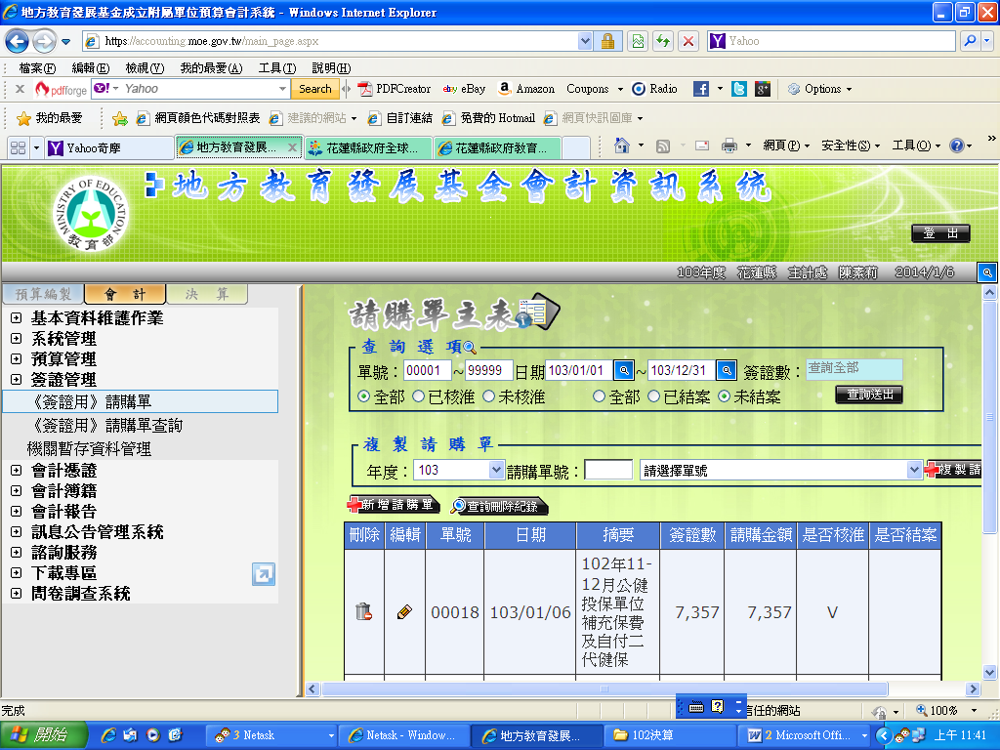 地方教育發展基金成立附屬單位預算會計系統 - Windows Internet Explorer
https://accounting.moe.gov.tw/main_page.aspx
Yahoo
檔案(F) 編輯(E) 檢視(V) 我的最愛(A) 工具(T) 說明(H)
pdfforge Yahoo Search PDFCreator eBay Amazon Coupons Radio Options
我的最愛 網頁顏色代碼對照表 建議的網站 自訂連結 免費的 Hotmail 網頁快訊圖庫
Yahoo奇摩 地方教育發展... 花蓮縣政府全球... 花蓮縣政府教育... 網頁(P) 安全性(S) 工具(O)
MINISTRY OF EDUCATION
教育部
地方教育發展基金會計資訊系統
登 出
103年度 花蓮縣 主計處 陳素莉 2014/1/6
預算編製 會 計 決 算
基本資料維護作業
系統管理
預算管理
簽證管理
《簽證用》請購單
《簽證用》請購單查詢
機關暫存資料管理
會計憑證
會計簿籍
會計報告
訊息公告管理系統
諮詢服務
下載專區
問卷調查系統
請購單主表
查詢選項
單號：00001 ~ 99999 日期 103/01/01 ~ 103/12/31 簽證數：查詢全部
全部 已核准 未核准 全部 已結案 未結案 查詢送出
複製請購單
年度：103 請購單號： 請選擇單號 複製請
新增請購單 查詢刪除紀錄
刪除 編輯 單號 日期 摘要 簽證數 請購金額 是否核准 是否結案
00018 103/01/06 102年11-
12月公健
投保單位
補充保費
及自付二
代健保
7,357 7,357 V
完成 信任的網站 100%
開始 3 Netask Netask - Window... 地方教育發展... 102決算 2 Microsoft Offi... 上午 11:41